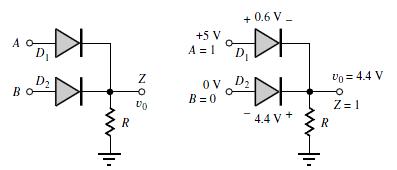 A
D₁
D₂
B
Z
v₀
R
+ 0.6 V −
+5 V
A = 1
D₁
0 V
D₂
B = 0
− 4.4 V +
v₀ = 4.4 V
Z = 1
R